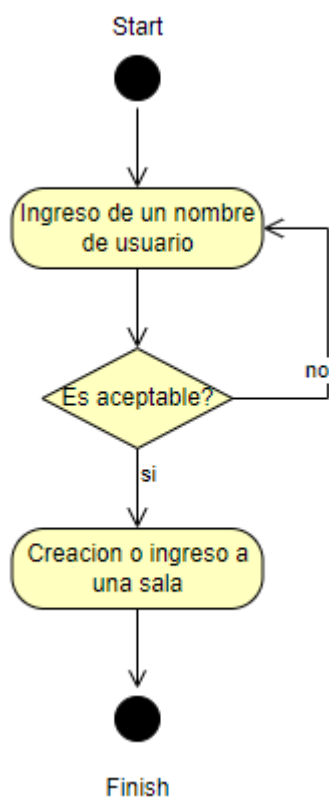 Start
Ingreso de un nombre
de usuario
Es aceptable?
no
si
Creacion o ingreso a
una sala
Finish